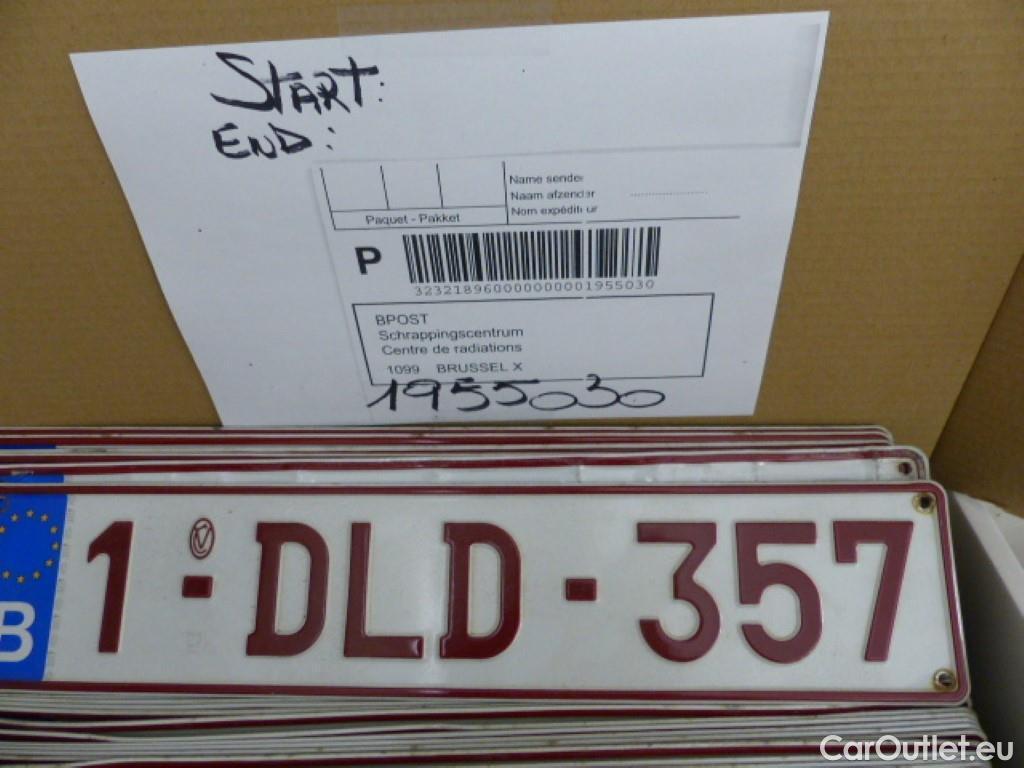 START:
END:
Name sender
Naam afzender
Nom expéditeur
Paquet - Pakket
P
3232189600000000001955030
BPOST
Schrappingscentrum
Centre de radiations
1099 BRUSSEL X
1955030
B 1-DLD-357
CarOutlet.eu